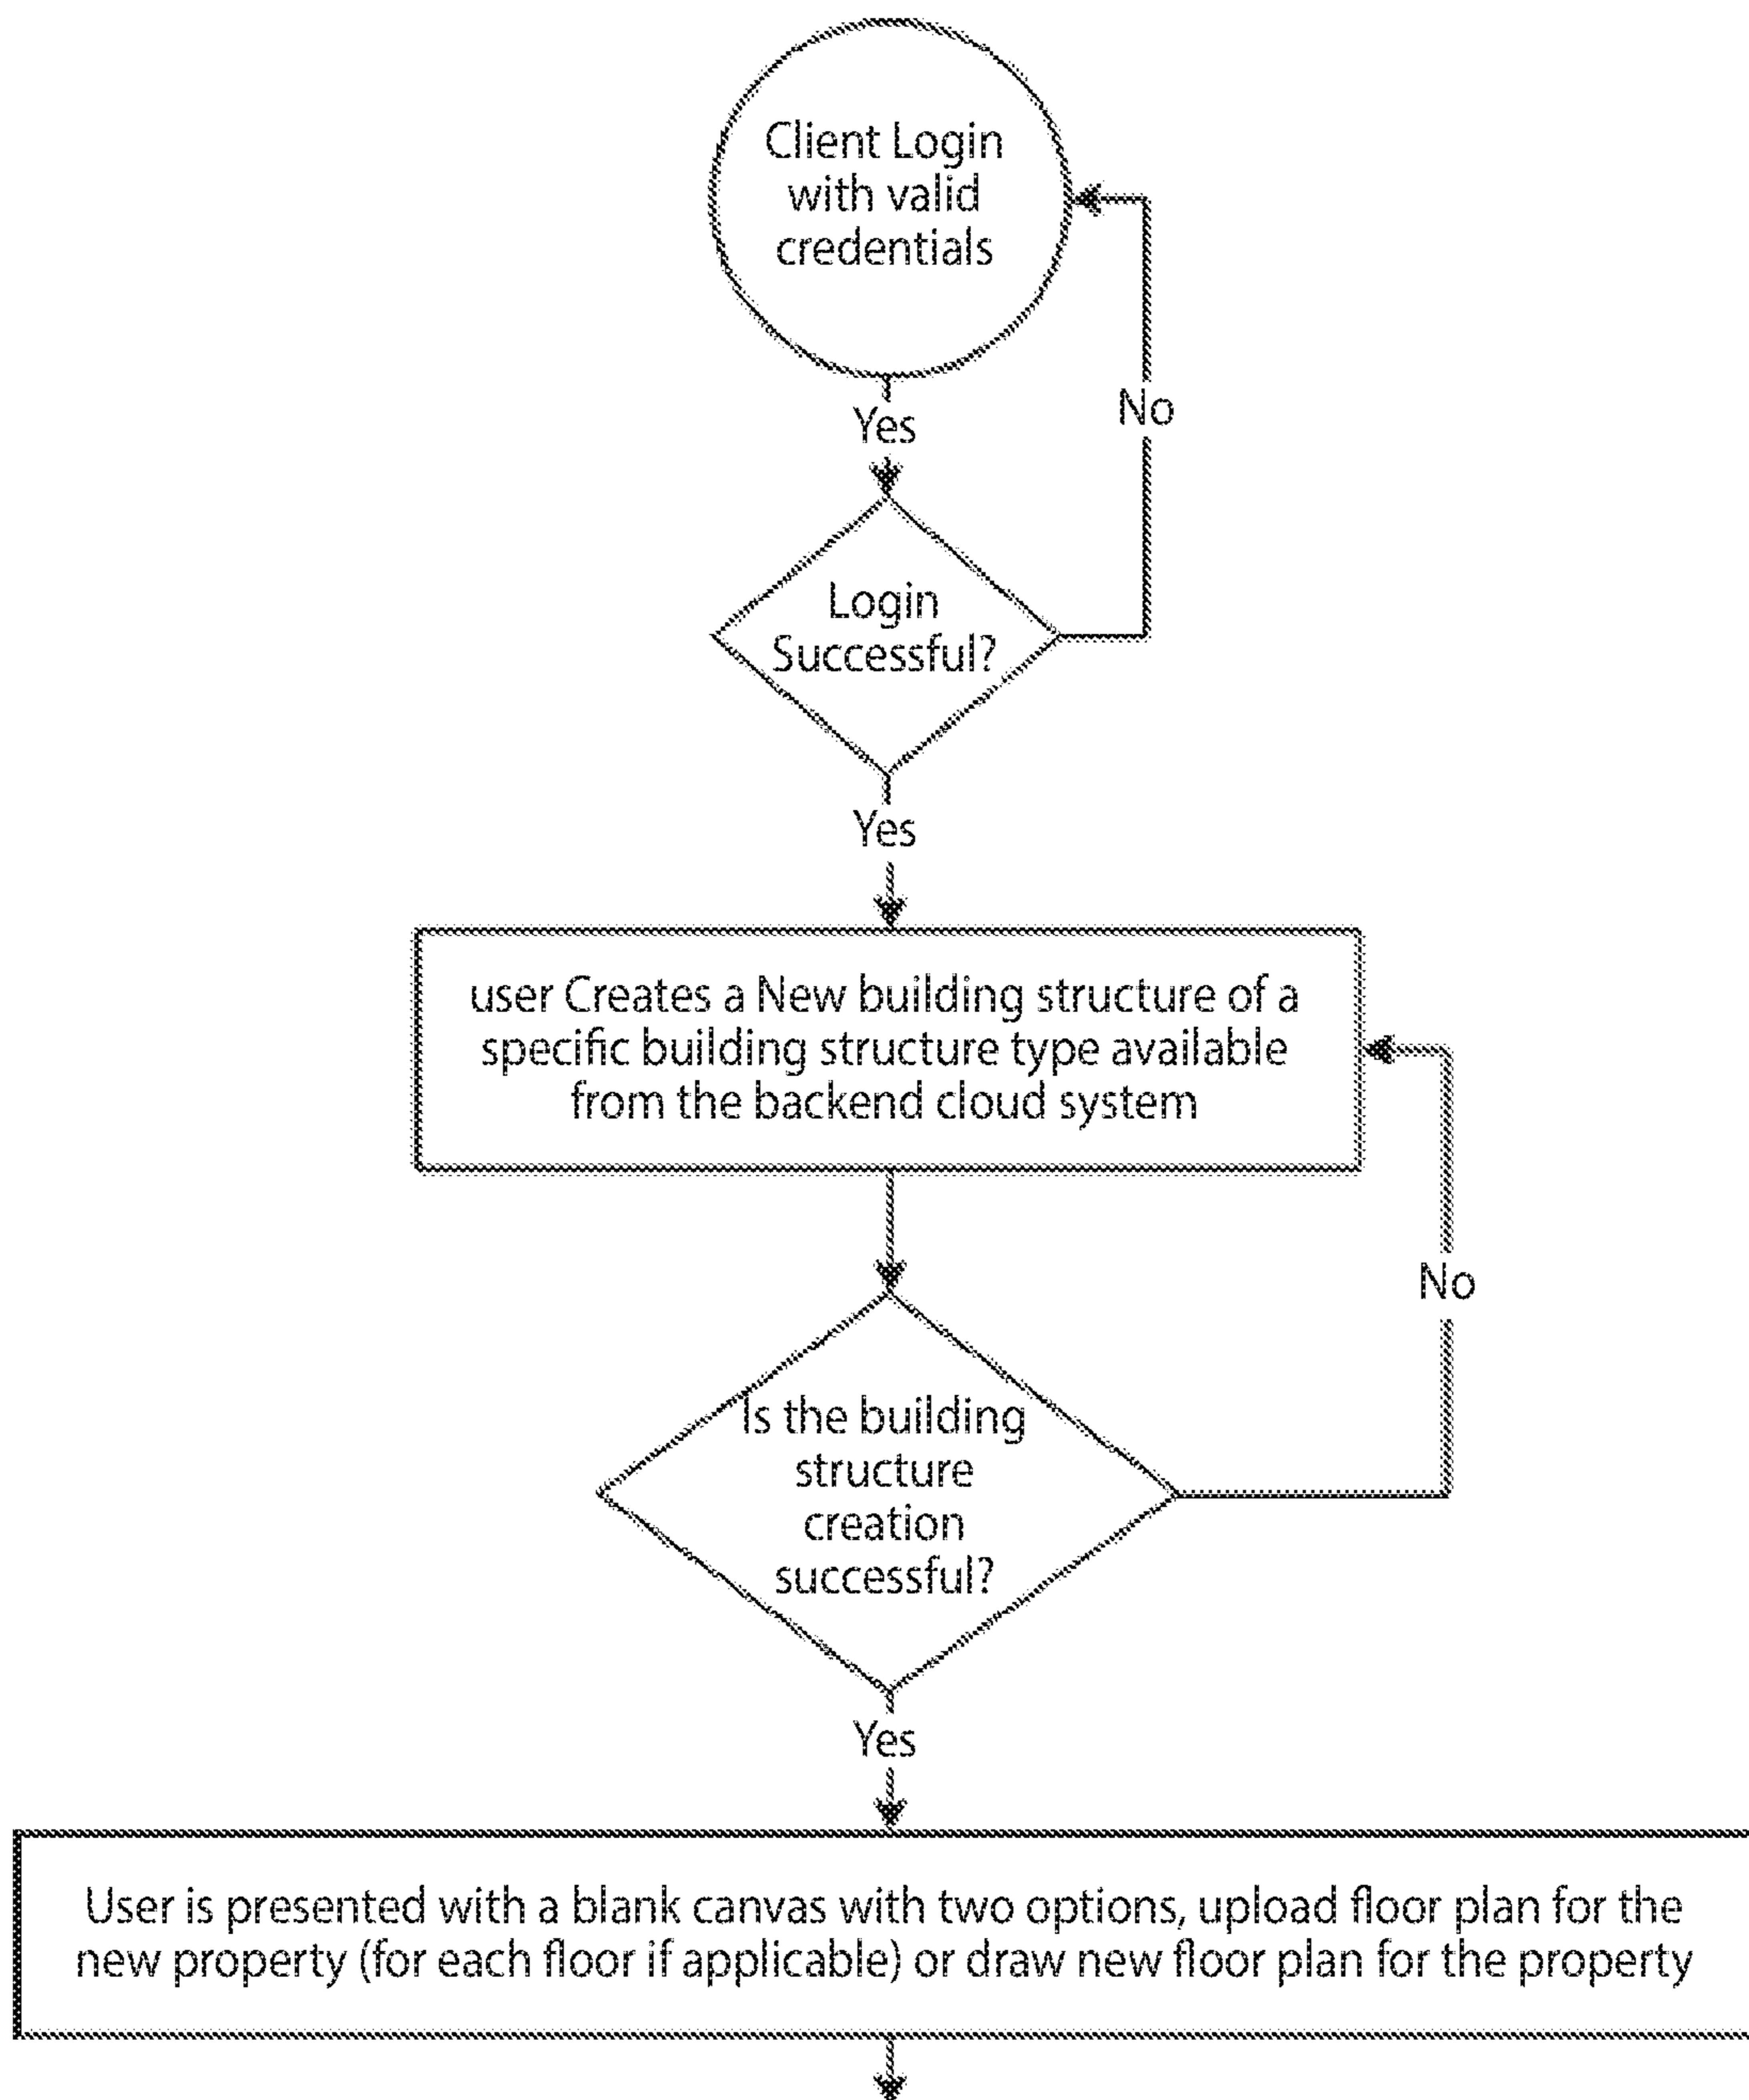 Client Login
with valid
credentials
Yes
No
Login
Successful?
Yes
user Creates a New building structure of a
specific building structure type available
from the backend cloud system
No
Is the building
structure
creation
successful?
Yes
User is presented with a blank canvas with two options, upload floor plan for the
new property (for each floor if applicable) or draw new floor plan for the property